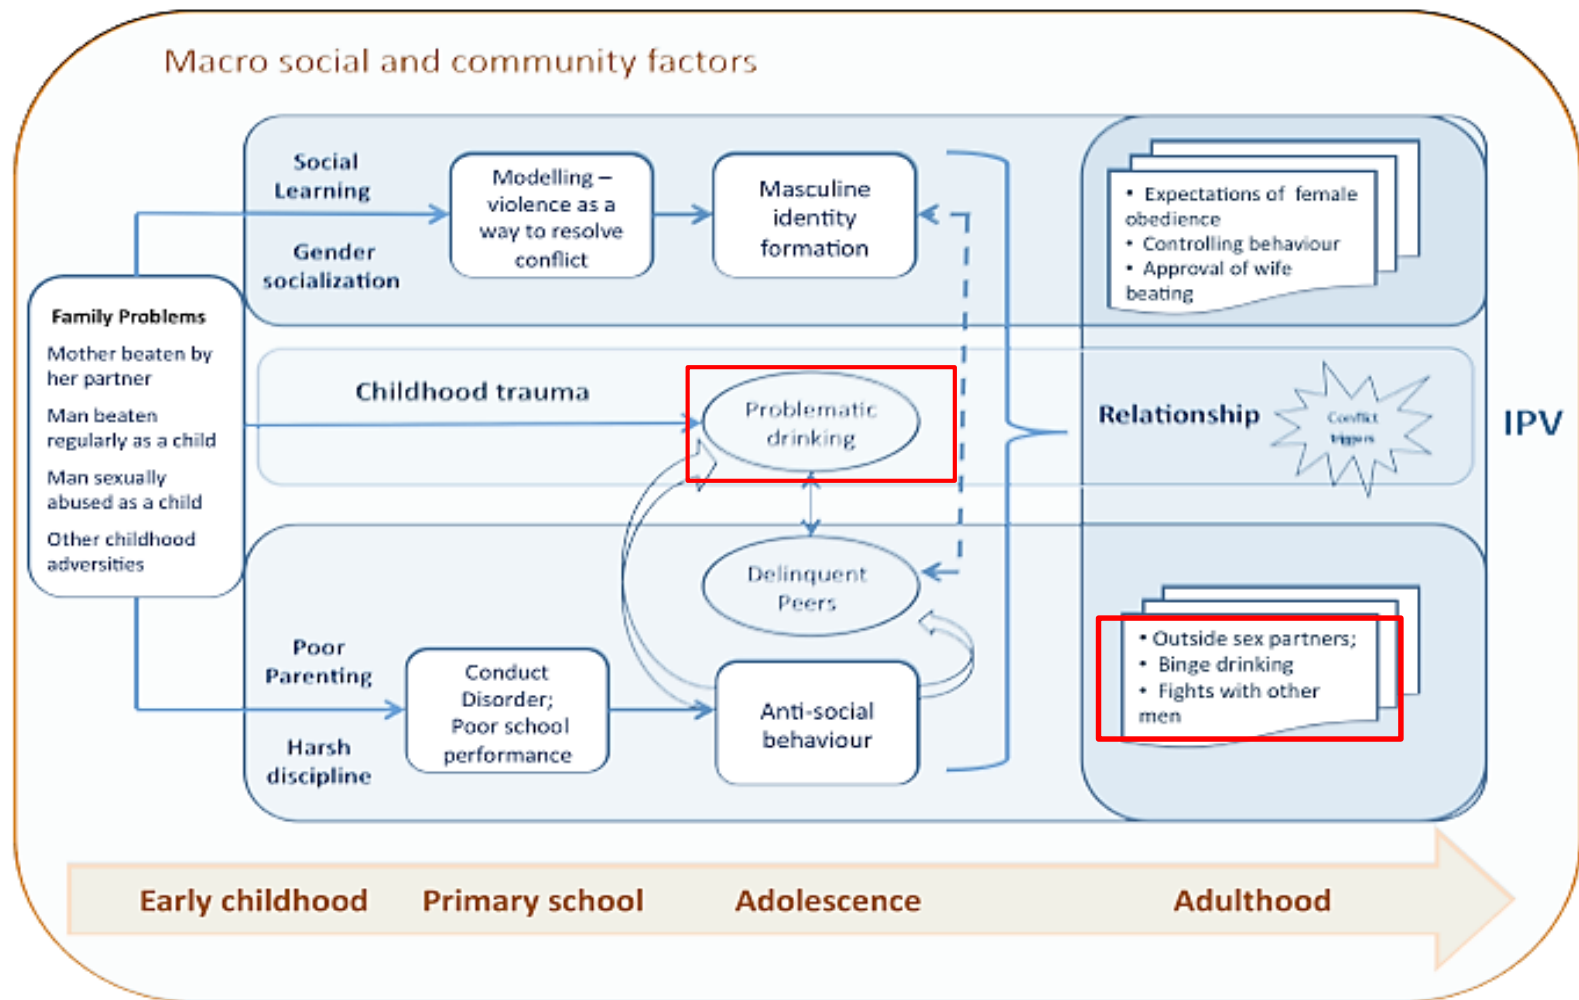 Macro social and community factors
Social
Learning
Gender
socialization
Modelling –
violence as a
way to resolve
conflict
Masculine
identity
formation
• Expectations of female
obedience
• Controlling behaviour
• Approval of wife
beating
Family Problems
Mother beaten by
her partner
Man beaten
regularly as a child
Man sexually
abused as a child
Other childhood
adversities
Childhood trauma
Problematic
drinking
Relationship
Conflict
triggers
IPV
Delinquent
Peers
Poor
Parenting
Harsh
discipline
Conduct
Disorder;
Poor school
performance
Anti-social
behaviour
• Outside sex partners;
• Binge drinking
• Fights with other
men
Early childhood
Primary school
Adolescence
Adulthood